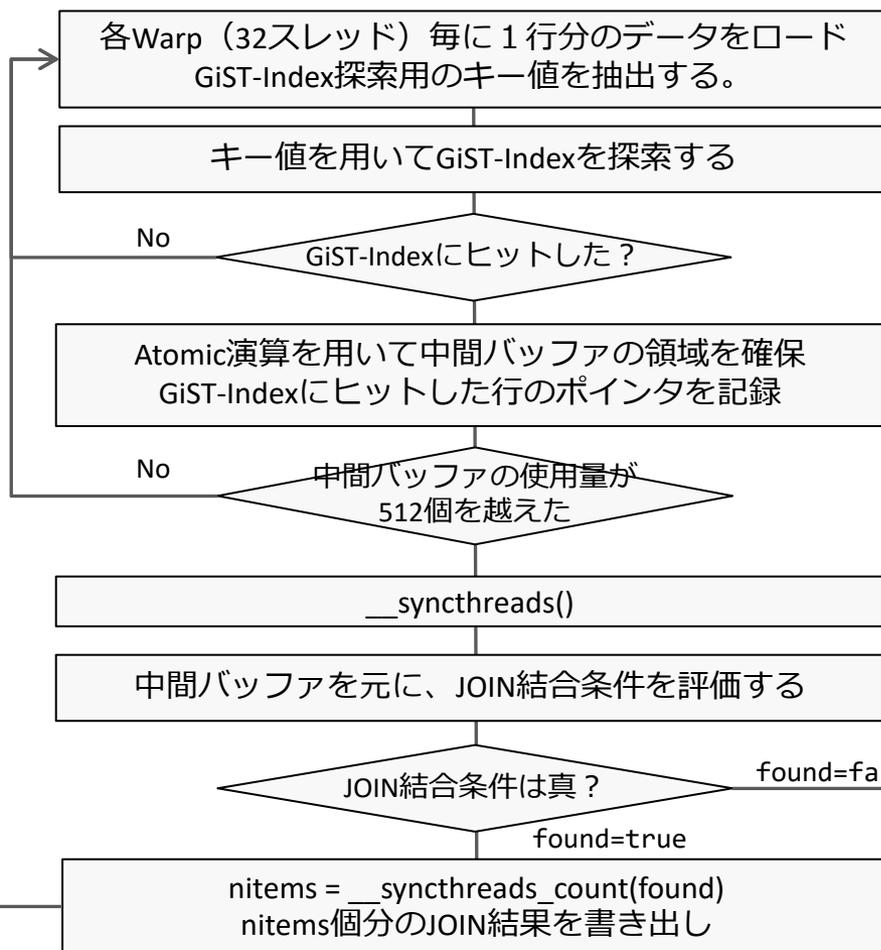 各Warp（32スレッド）毎に１行分のデータをロード
GiST-Index探索用のキー値を抽出する。
キー値を用いてGiST-Indexを探索する
No
GiST-Indexにヒットした？
Atomic演算を用いて中間バッファの領域を確保
GiST-Indexにヒットした行のポインタを記録
No
中間バッファの使用量が
512個を越えた
__syncthreads()
中間バッファを元に、JOIN結合条件を評価する
JOIN結合条件は真？
found=fa
found=true
nitems = __syncthreads_count(found)
nitems個分のJOIN結果を書き出し